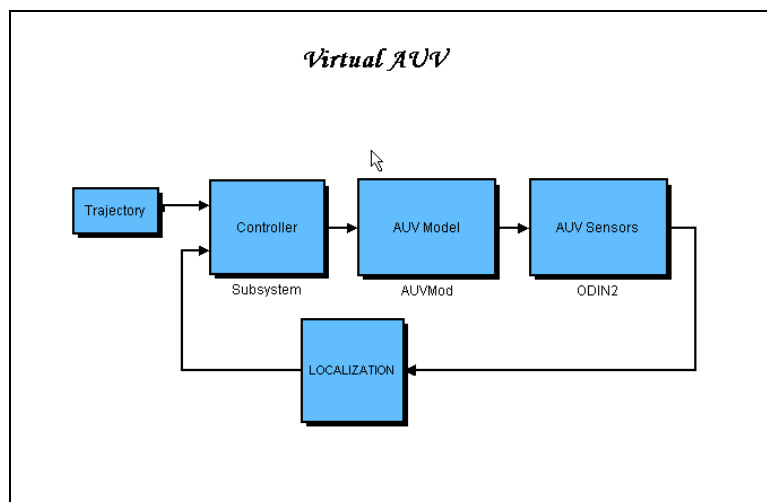 Virtual AUV
Trajectory
Controller
AUV Model
AUV Sensors
Subsystem
AUVMod
ODIN2
LOCALIZATION